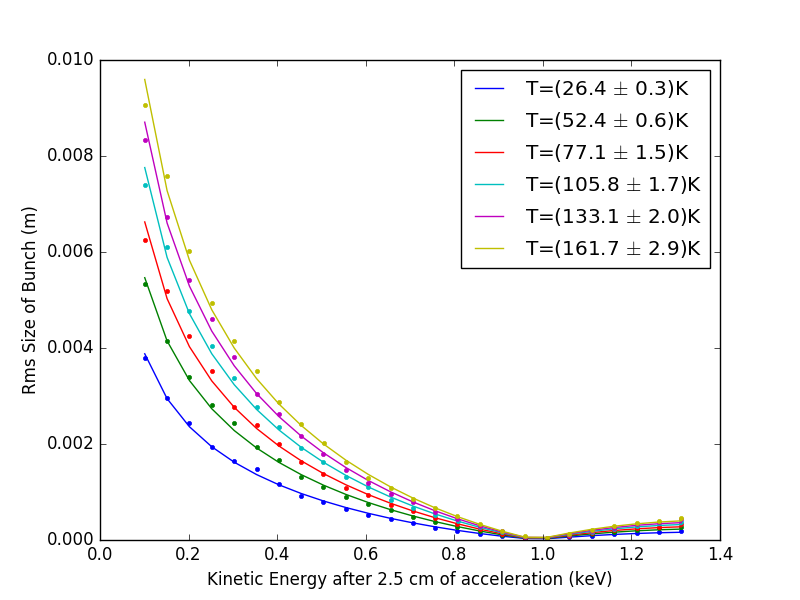 0.010
0.008
0.006
0.004
0.002
0.000
Rms Size of Bunch (m)
T=(26.4 ± 0.3)K
T=(52.4 ± 0.6)K
T=(77.1 ± 1.5)K
T=(105.8 ± 1.7)K
T=(133.1 ± 2.0)K
T=(161.7 ± 2.9)K
0.0 0.2 0.4 0.6 0.8 1.0 1.2 1.4
Kinetic Energy after 2.5 cm of acceleration (keV)